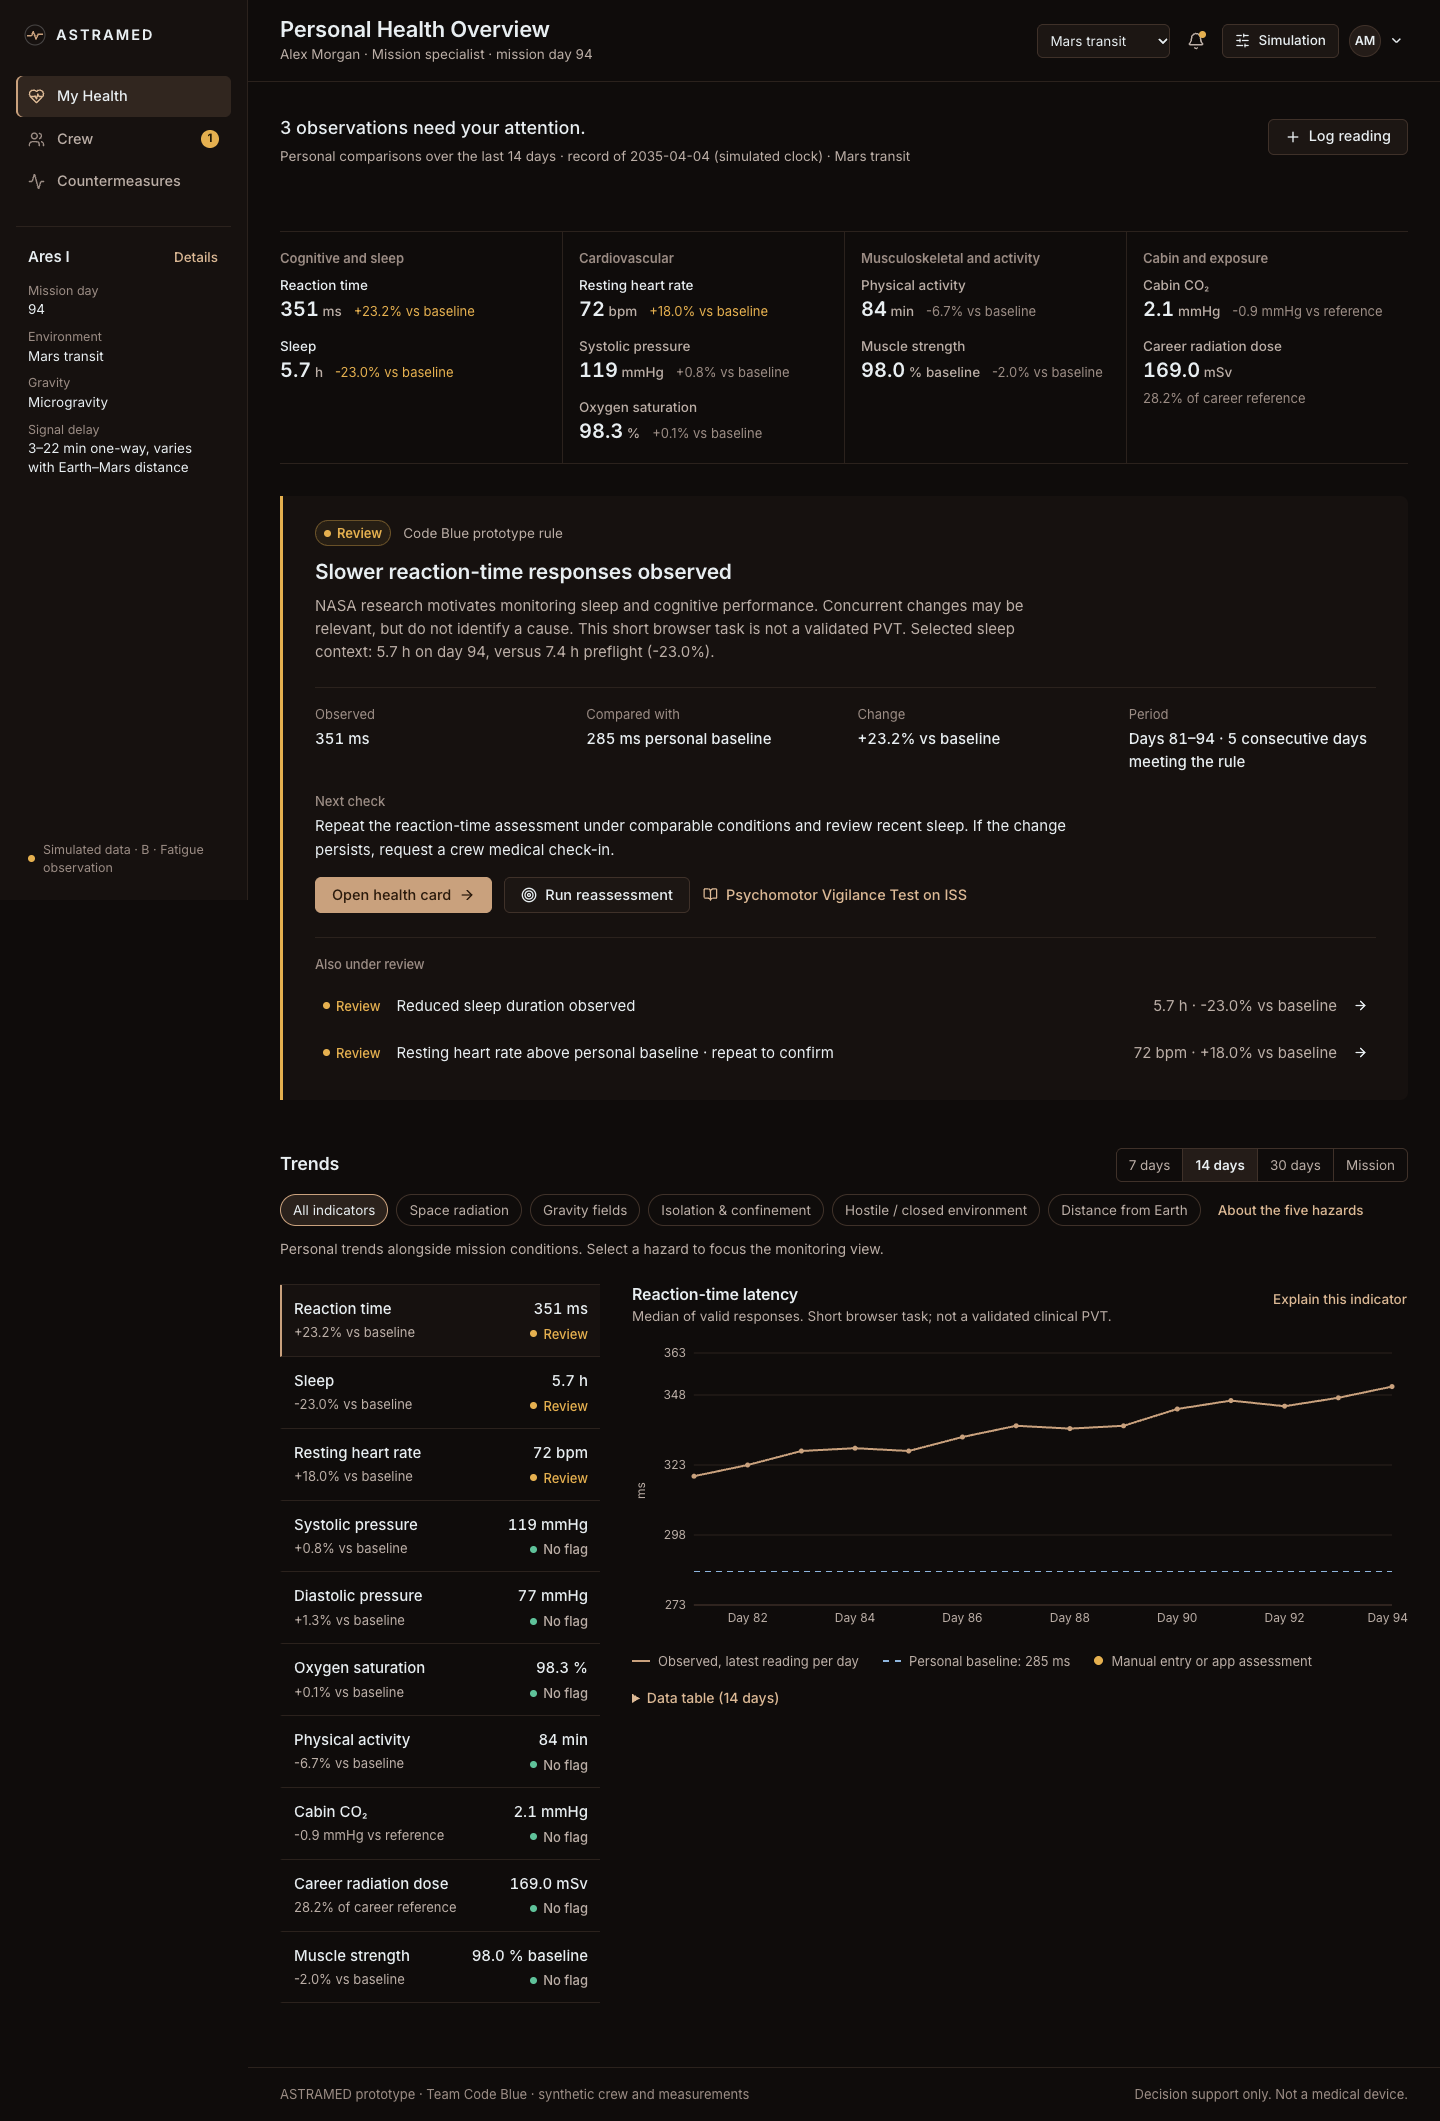 ASTRAMED
My Health
Crew
1
Countermeasures
Ares I
Details
Mission day
94
Environment
Mars transit
Gravity
Microgravity
Signal delay
3–22 min one-way, varies
with Earth–Mars distance
Simulated data · B · Fatigue
observation
Personal Health Overview
Alex Morgan · Mission specialist · mission day 94
Mars transit
Simulation
AM
3 observations need your attention.
Personal comparisons over the last 14 days · record of 2035-04-04 (simulated clock) · Mars transit
Log reading
Cognitive and sleep
Reaction time
351 ms +23.2% vs baseline
Sleep
5.7 h -23.0% vs baseline
Cardiovascular
Resting heart rate
72 bpm +18.0% vs baseline
Systolic pressure
119 mmHg +0.8% vs baseline
Oxygen saturation
98.3 % +0.1% vs baseline
Musculoskeletal and activity
Physical activity
84 min -6.7% vs baseline
Muscle strength
98.0 % baseline -2.0% vs baseline
Cabin and exposure
Cabin CO₂
2.1 mmHg -0.9 mmHg vs reference
Career radiation dose
169.0 mSv
28.2% of career reference
Review Code Blue prototype rule
Slower reaction-time responses observed
NASA research motivates monitoring sleep and cognitive performance. Concurrent changes may be
relevant, but do not identify a cause. This short browser task is not a validated PVT. Selected sleep
context: 5.7 h on day 94, versus 7.4 h preflight (-23.0%).
Observed
351 ms
Compared with
285 ms personal baseline
Change
+23.2% vs baseline
Period
Days 81–94 · 5 consecutive days
meeting the rule
Next check
Repeat the reaction-time assessment under comparable conditions and review recent sleep. If the change
persists, request a crew medical check-in.
Open health card
Run reassessment
Psychomotor Vigilance Test on ISS
Also under review
Review Reduced sleep duration observed 5.7 h · -23.0% vs baseline
Review Resting heart rate above personal baseline · repeat to confirm 72 bpm · +18.0% vs baseline
Trends
7 days 14 days 30 days Mission
All indicators Space radiation Gravity fields Isolation & confinement Hostile / closed environment Distance from Earth About the five hazards
Personal trends alongside mission conditions. Select a hazard to focus the monitoring view.
Reaction time 351 ms
+23.2% vs baseline Review
Sleep 5.7 h
-23.0% vs baseline Review
Resting heart rate 72 bpm
+18.0% vs baseline Review
Systolic pressure 119 mmHg
+0.8% vs baseline No flag
Diastolic pressure 77 mmHg
+1.3% vs baseline No flag
Oxygen saturation 98.3 %
+0.1% vs baseline No flag
Physical activity 84 min
-6.7% vs baseline No flag
Cabin CO₂ 2.1 mmHg
-0.9 mmHg vs reference No flag
Career radiation dose 169.0 mSv
28.2% of career reference No flag
Muscle strength 98.0 % baseline
-2.0% vs baseline No flag
Reaction-time latency
Explain this indicator
Median of valid responses. Short browser task; not a validated clinical PVT.
363
348
323
298
273
ms
Day 82 Day 84 Day 86 Day 88 Day 90 Day 92 Day 94
Observed, latest reading per day Personal baseline: 285 ms Manual entry or app assessment
Data table (14 days)
ASTRAMED prototype · Team Code Blue · synthetic crew and measurements
Decision support only. Not a medical device.